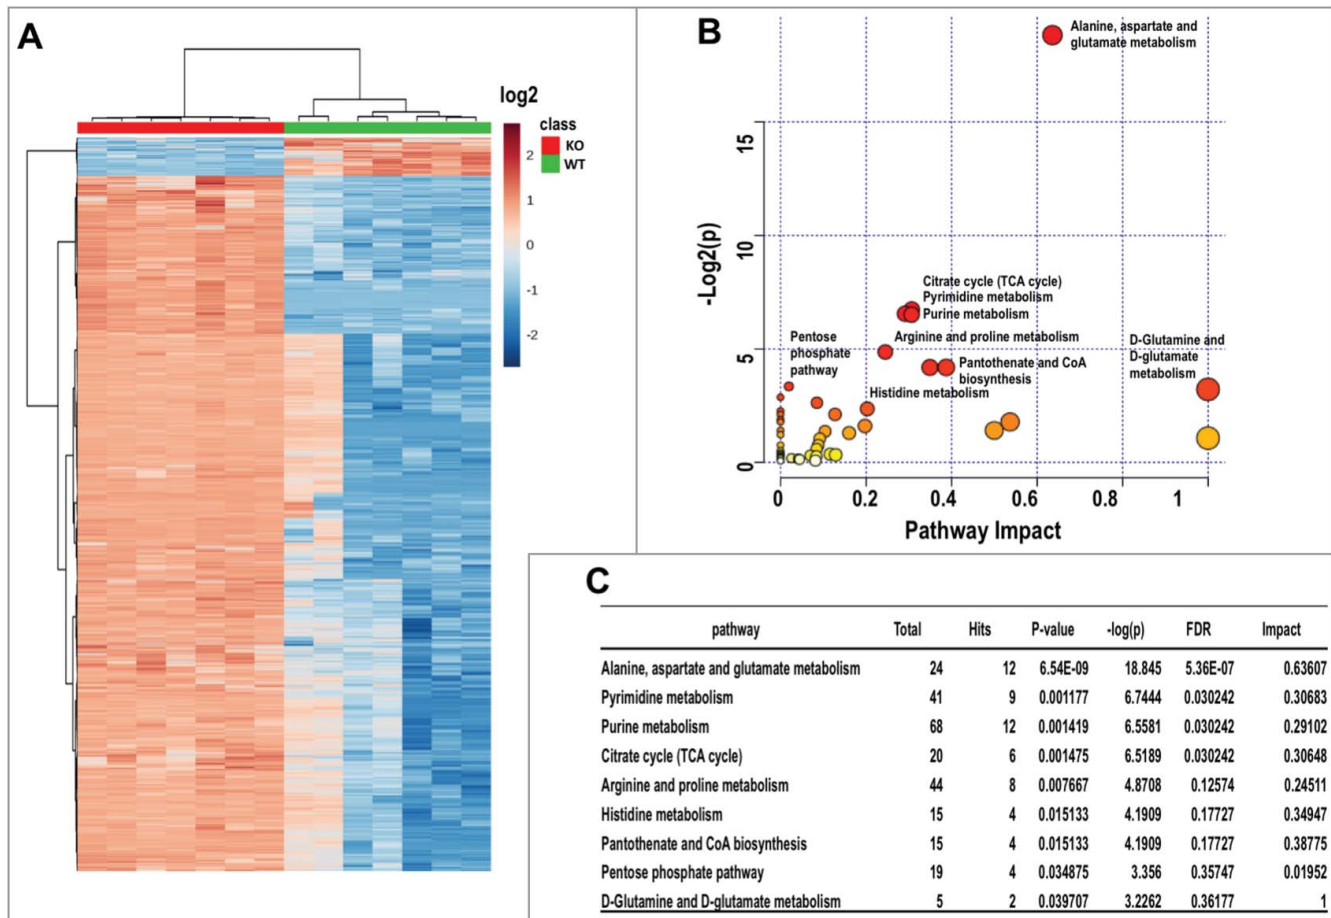 A
log2
class
KO
WT
2
1
0
-1
-2
B
Alanine, aspartate and
glutamate metabolism
-Log2(p)
15
10
5
0
Citrate cycle (TCA cycle)
Pyrimidine metabolism
Purine metabolism
Pentose
phosphate
pathway
Arginine and proline metabolism
Pantothenate and CoA
biosynthesis
Histidine metabolism
D-Glutamine and
D-glutamate
metabolism
0 0.2 0.4 0.6 0.8 1
Pathway Impact
C
pathway Total Hits P-value -log(p) FDR Impact
Alanine, aspartate and glutamate metabolism 24 12 6.54E-09 18.845 5.36E-07 0.63607
Pyrimidine metabolism 41 9 0.001177 6.7444 0.030242 0.30683
Purine metabolism 68 12 0.001419 6.5581 0.030242 0.29102
Citrate cycle (TCA cycle) 20 6 0.001475 6.5189 0.030242 0.30648
Arginine and proline metabolism 44 8 0.007667 4.8708 0.12574 0.24511
Histidine metabolism 15 4 0.015133 4.1909 0.17727 0.34947
Pantothenate and CoA biosynthesis 15 4 0.015133 4.1909 0.17727 0.38775
Pentose phosphate pathway 19 4 0.034875 3.356 0.35747 0.01952
D-Glutamine and D-glutamate metabolism 5 2 0.039707 3.2262 0.36177 1